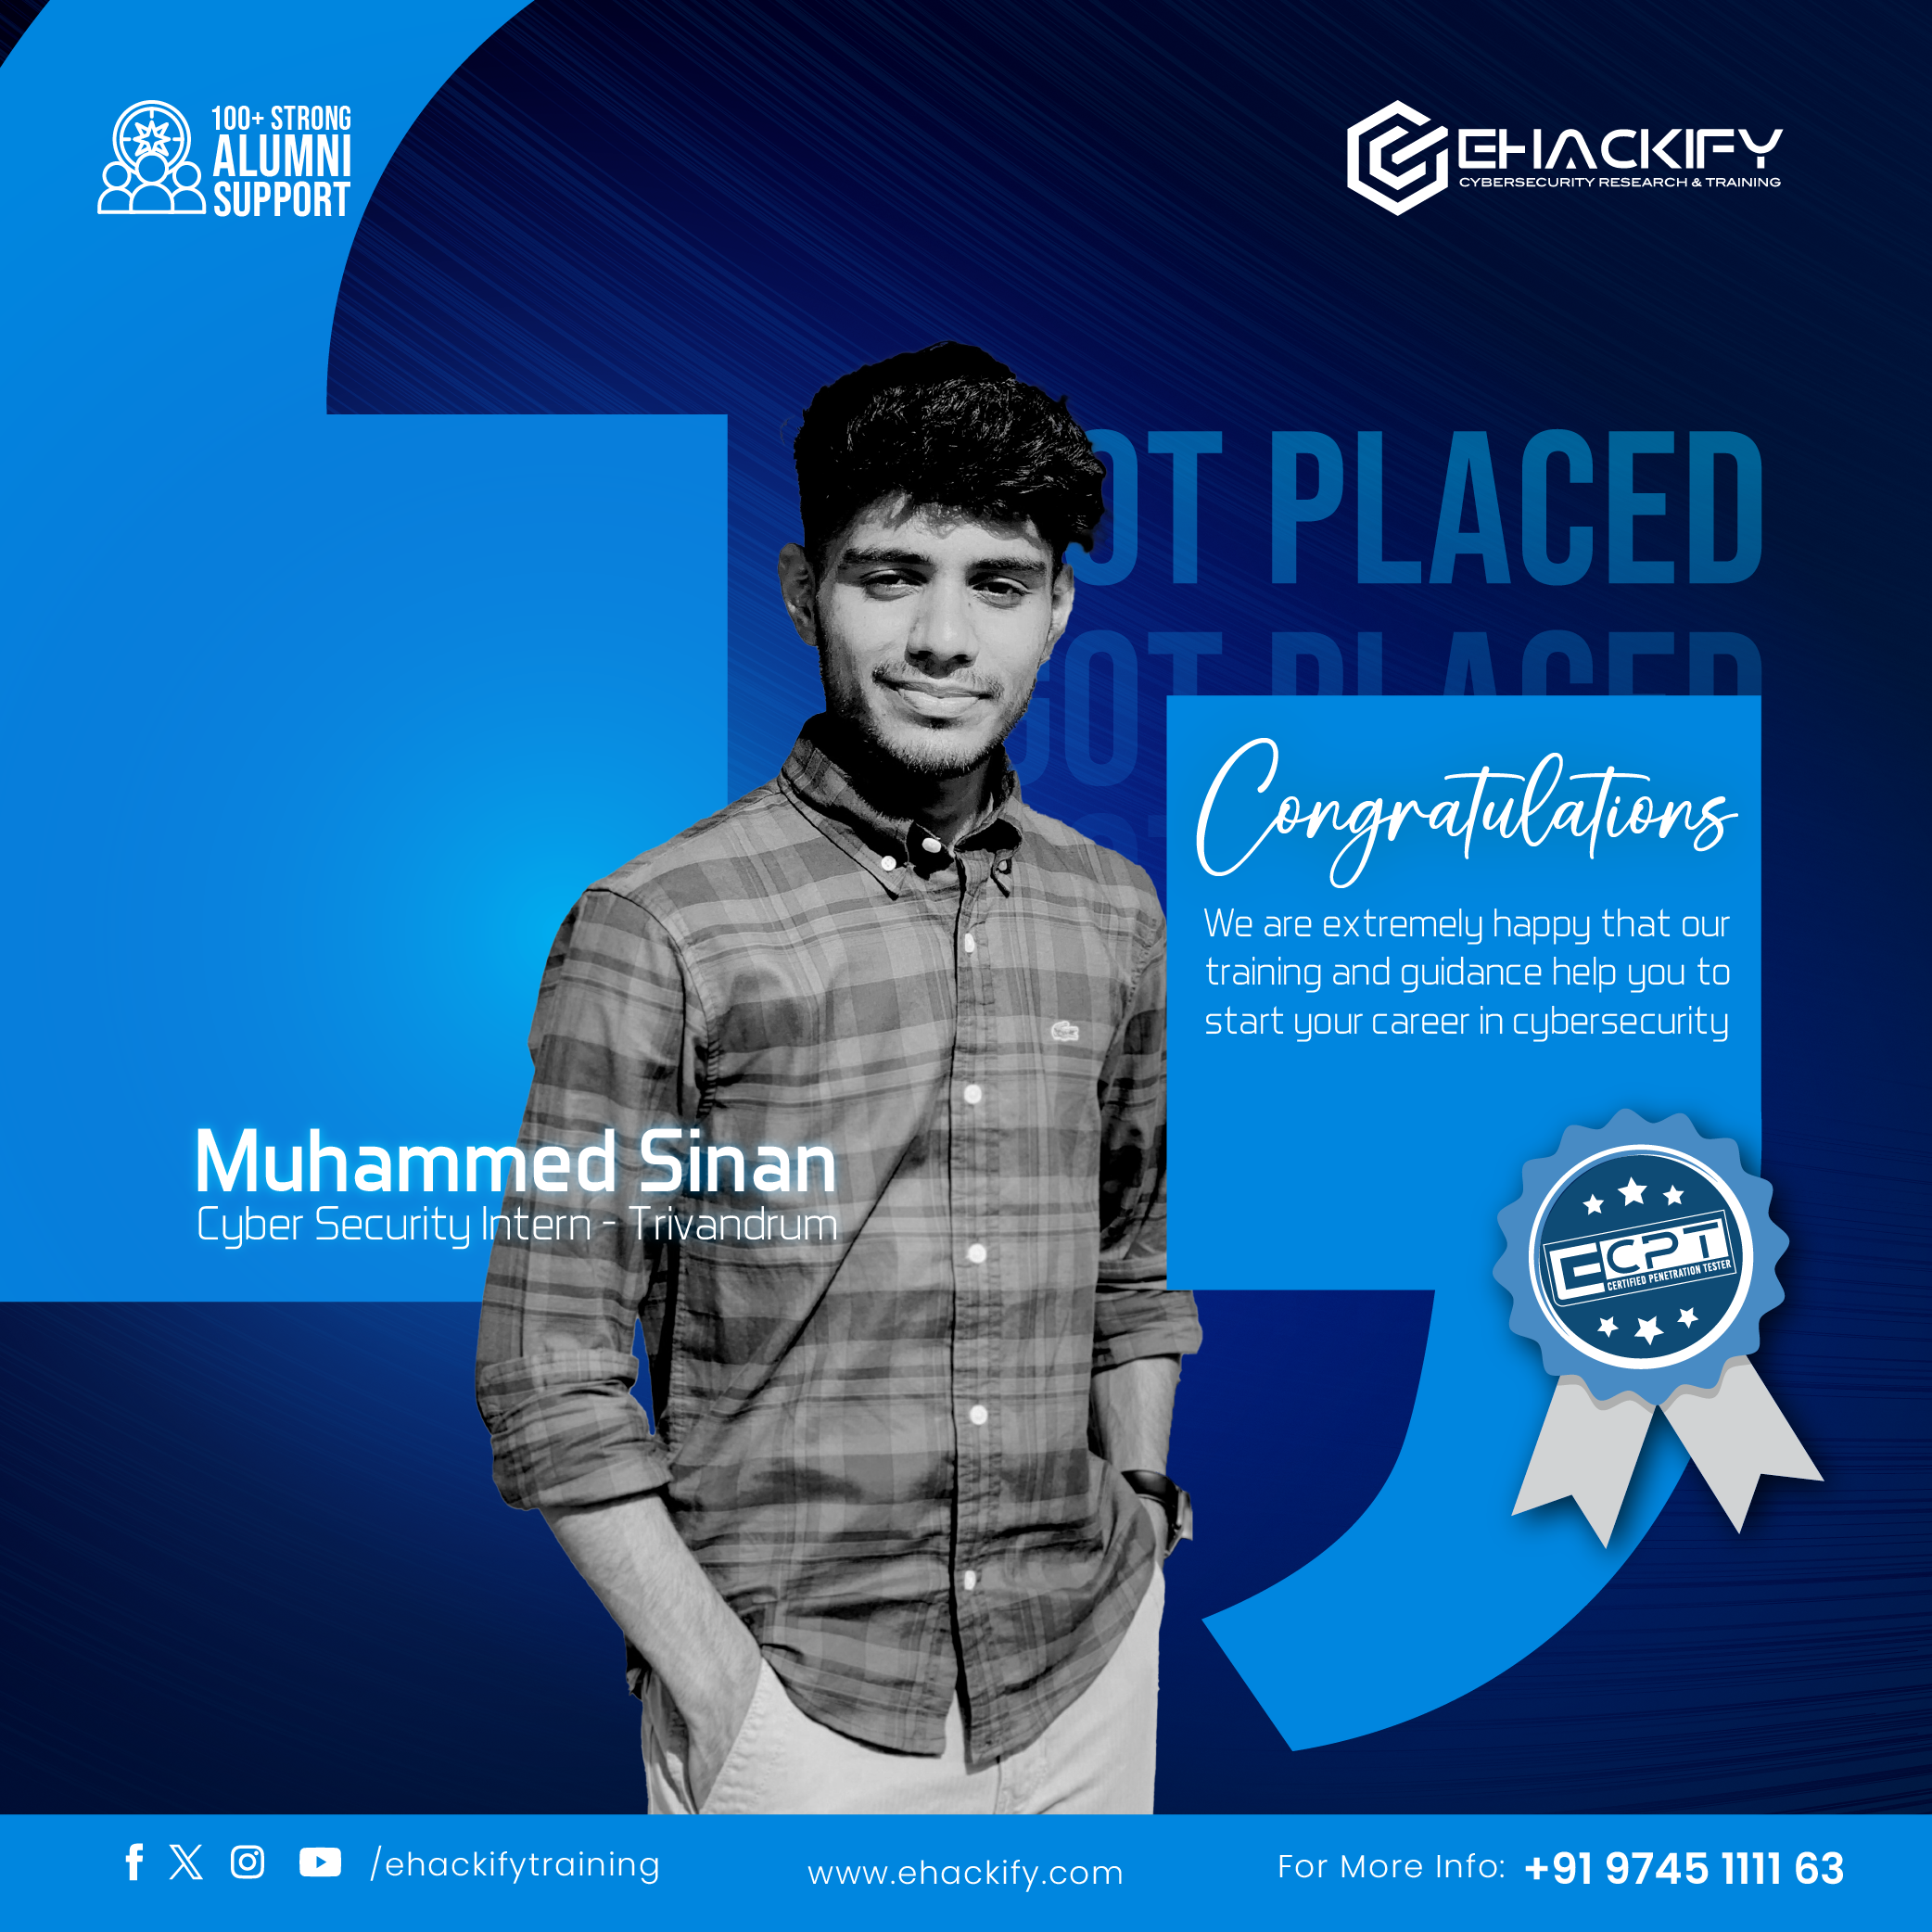 100+ STRONG
ALUMNI
SUPPORT
EHACKIFY
CYBERSECURITY RESEARCH & TRAINING
OT PLACED
GOT PLACED
Congratulations
We are extremely happy that our
training and guidance help you to
start your career in cybersecurity
Muhammed Sinan
Cyber Security Intern - Trivandrum
ECPT
CERTIFIED PENETRATION TESTER
/ehackifytraining
www.ehackify.com
For More Info: +91 9745 1111 63